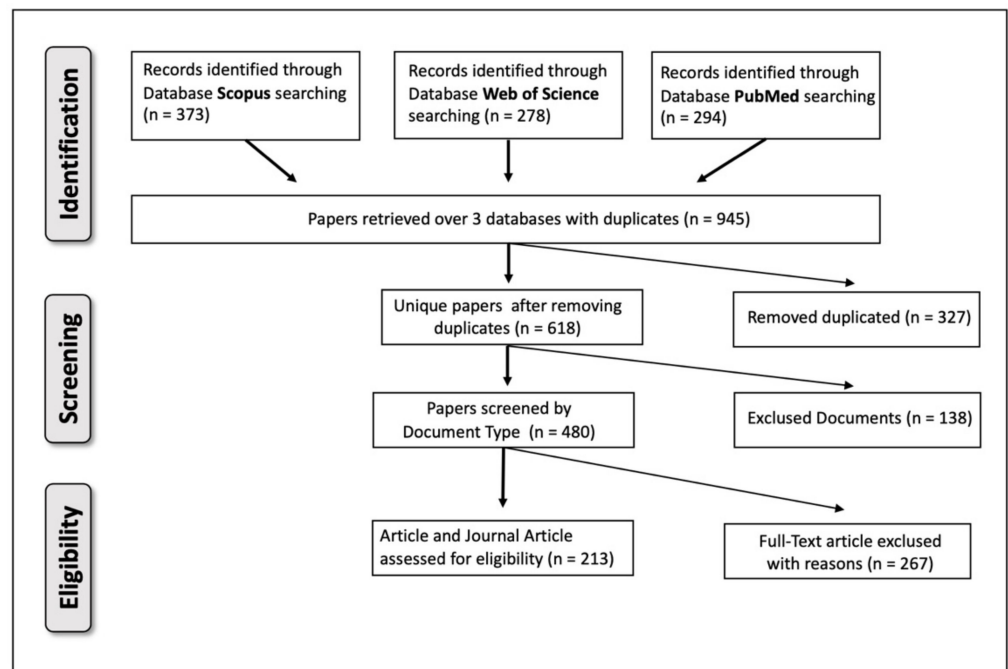 Identification
Records identified through
Database Scopus searching
(n = 373)
Records identified through
Database Web of Science
searching (n = 278)
Records identified through
Database PubMed searching
(n = 294)
Papers retrieved over 3 databases with duplicates (n = 945)
Screening
Unique papers after removing
duplicates (n = 618)
Removed duplicated (n = 327)
Papers screened by
Document Type (n = 480)
Exclused Documents (n = 138)
Eligibility
Article and Journal Article
assessed for eligibility (n = 213)
Full-Text article exclused
with reasons (n = 267)